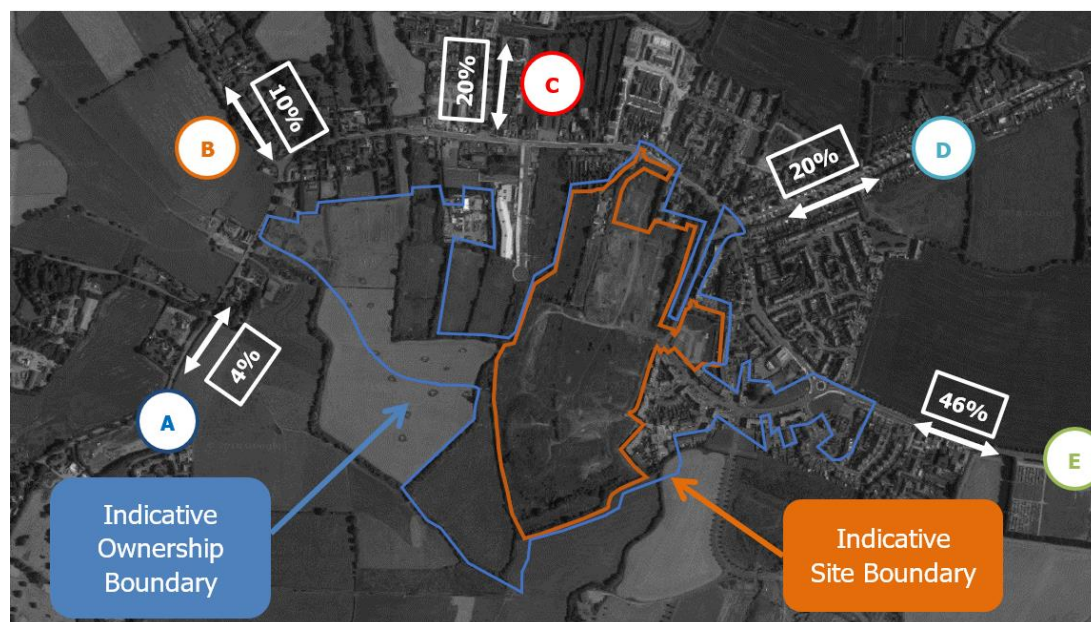 10%
20%
C
B
20%
D
4%
A
46%
E
Indicative
Ownership
Boundary
Indicative
Site Boundary